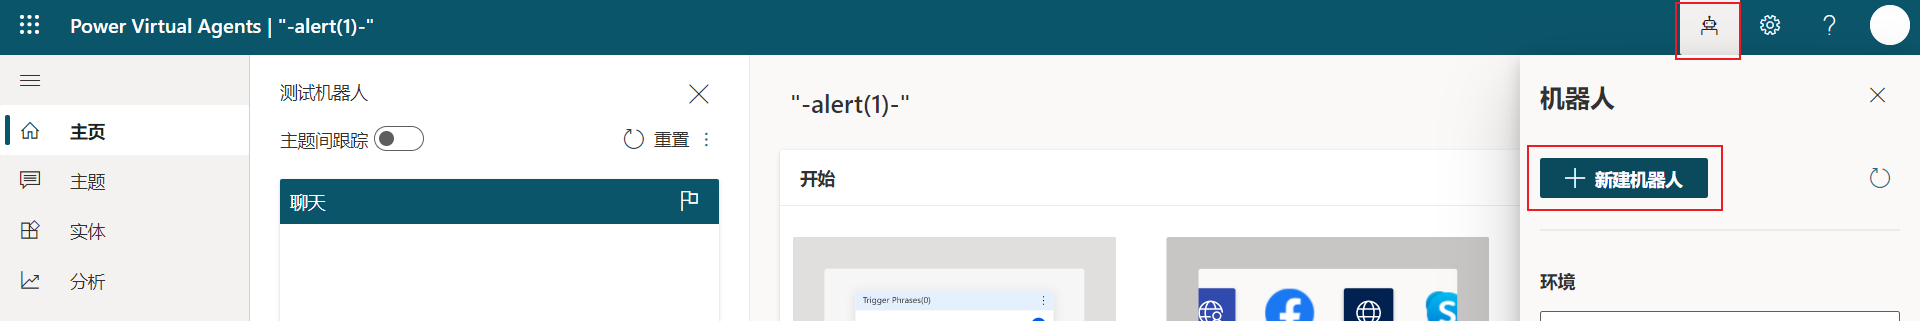 Power Virtual Agents | "-alert(1)-"
主页
主题
实体
分析
测试机器人
主题间跟踪
重置
聊天
"-alert(1)-"
开始
Trigger Phrases(0)
机器人
新建机器人
环境